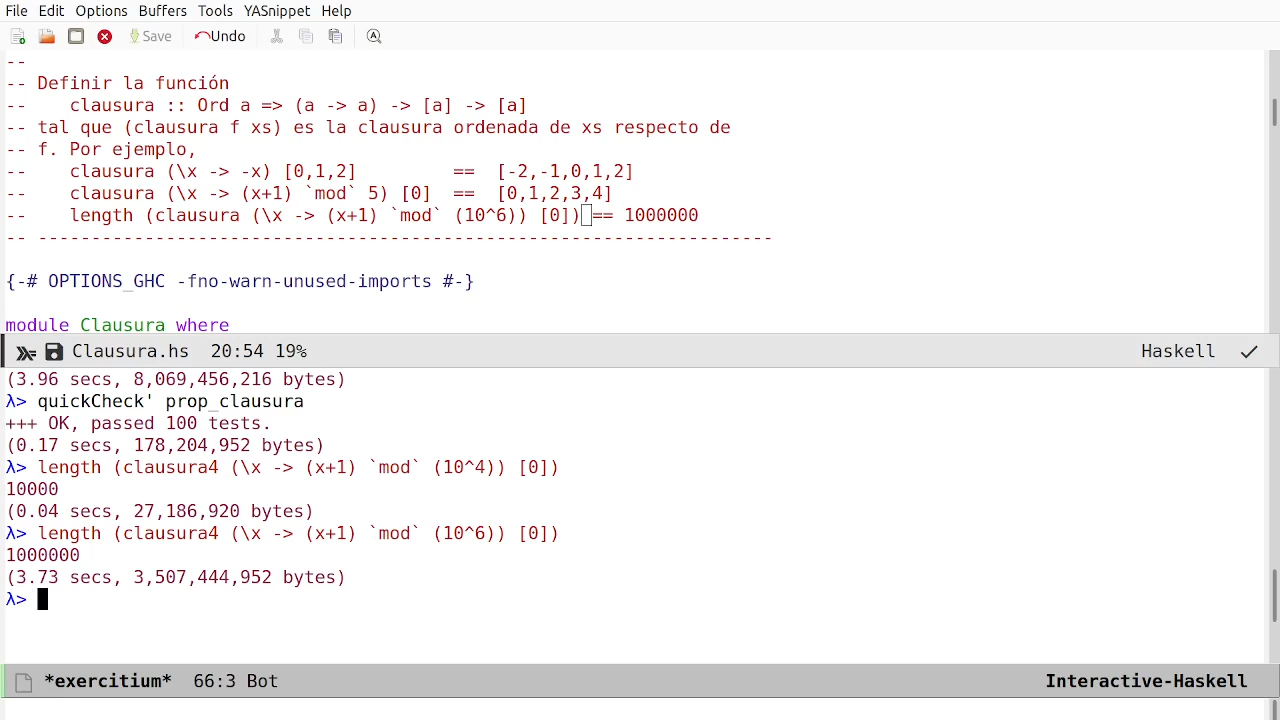 File Edit Options Buffers Tools YASnippet Help
Save Undo
--
-- Definir la función
--    clausura :: Ord a => (a -> a) -> [a] -> [a]
-- tal que (clausura f xs) es la clausura ordenada de xs respecto de
-- f. Por ejemplo,
--    clausura (\x -> -x) [0,1,2]         ==  [-2,-1,0,1,2]
--    clausura (\x -> (x+1) `mod` 5) [0]  ==  [0,1,2,3,4]
--    length (clausura (\x -> (x+1) `mod` (10^6)) [0]) == 1000000
-- ---------------------------------------------------------------------
{-# OPTIONS_GHC -fno-warn-unused-imports #-}
module Clausura where
Clausura.hs  20:54 19% Haskell
(3.96 secs, 8,069,456,216 bytes)
λ> quickCheck' prop_clausura
+++ OK, passed 100 tests.
(0.17 secs, 178,204,952 bytes)
λ> length (clausura4 (\x -> (x+1) `mod` (10^4)) [0])
10000
(0.04 secs, 27,186,920 bytes)
λ> length (clausura4 (\x -> (x+1) `mod` (10^6)) [0])
1000000
(3.73 secs, 3,507,444,952 bytes)
λ>
*exercitium*  66:3 Bot Interactive-Haskell